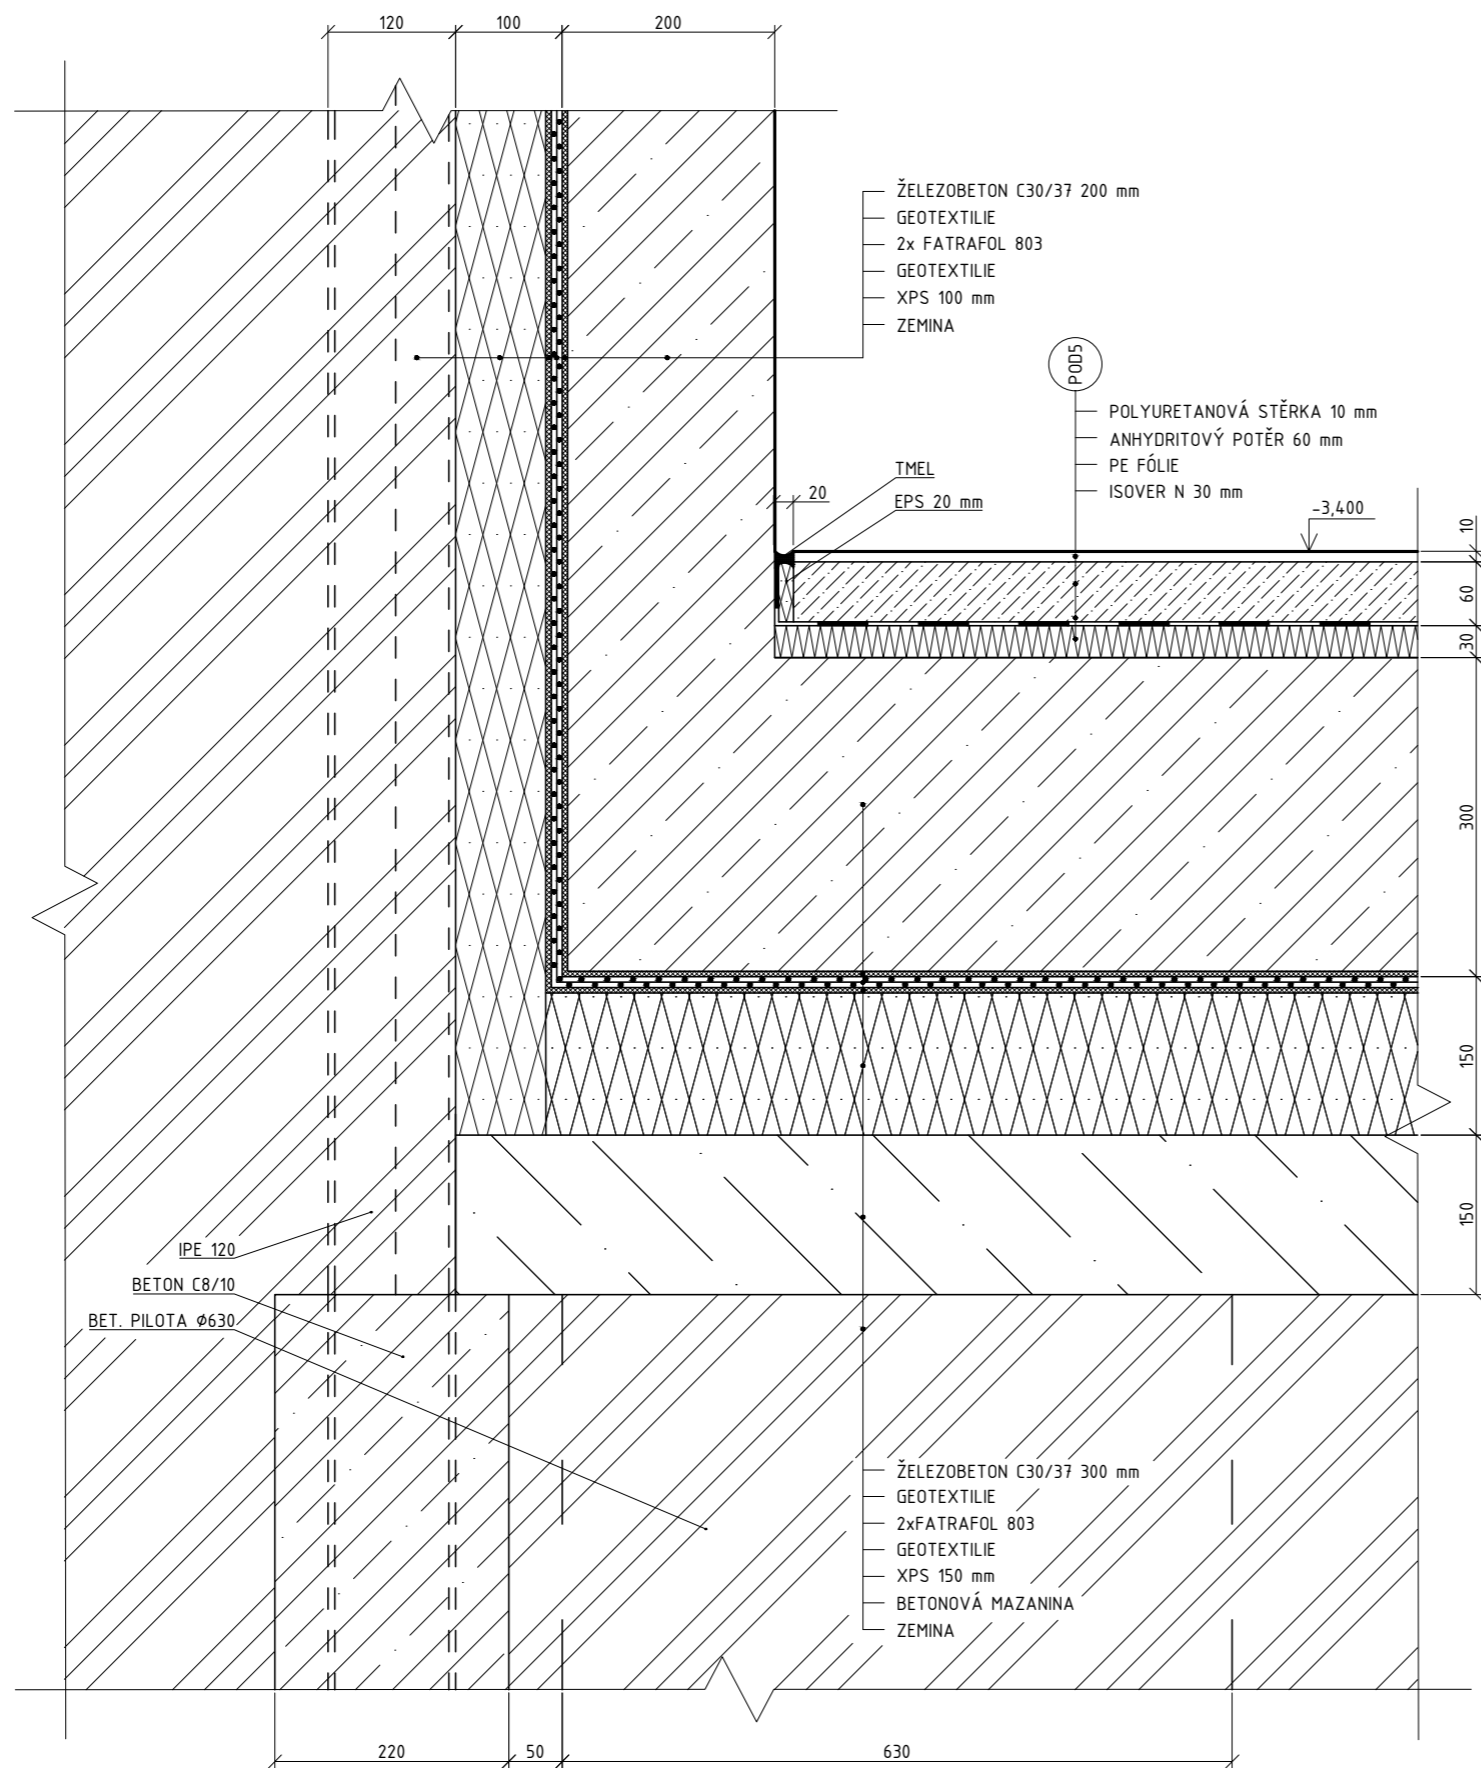 120
100
200
ŽELEZOBETON C30/37 200 mm
GEOTEXTILIE
2x FATRAFOL 803
GEOTEXTILIE
XPS 100 mm
ZEMINA
POD5
POLYURETANOVÁ STĚRKA 10 mm
ANHYDRITOVÝ POTĚR 60 mm
PE FÓLIE
ISOVER N 30 mm
TMEL
EPS 20 mm
20
-3,400
10
60
30
300
150
150
IPE 120
BETON C8/10
BET. PILOTA Ø630
ŽELEZOBETON C30/37 300 mm
GEOTEXTILIE
2xFATRAFOL 803
GEOTEXTILIE
XPS 150 mm
BETONOVÁ MAZANINA
ZEMINA
220
50
630